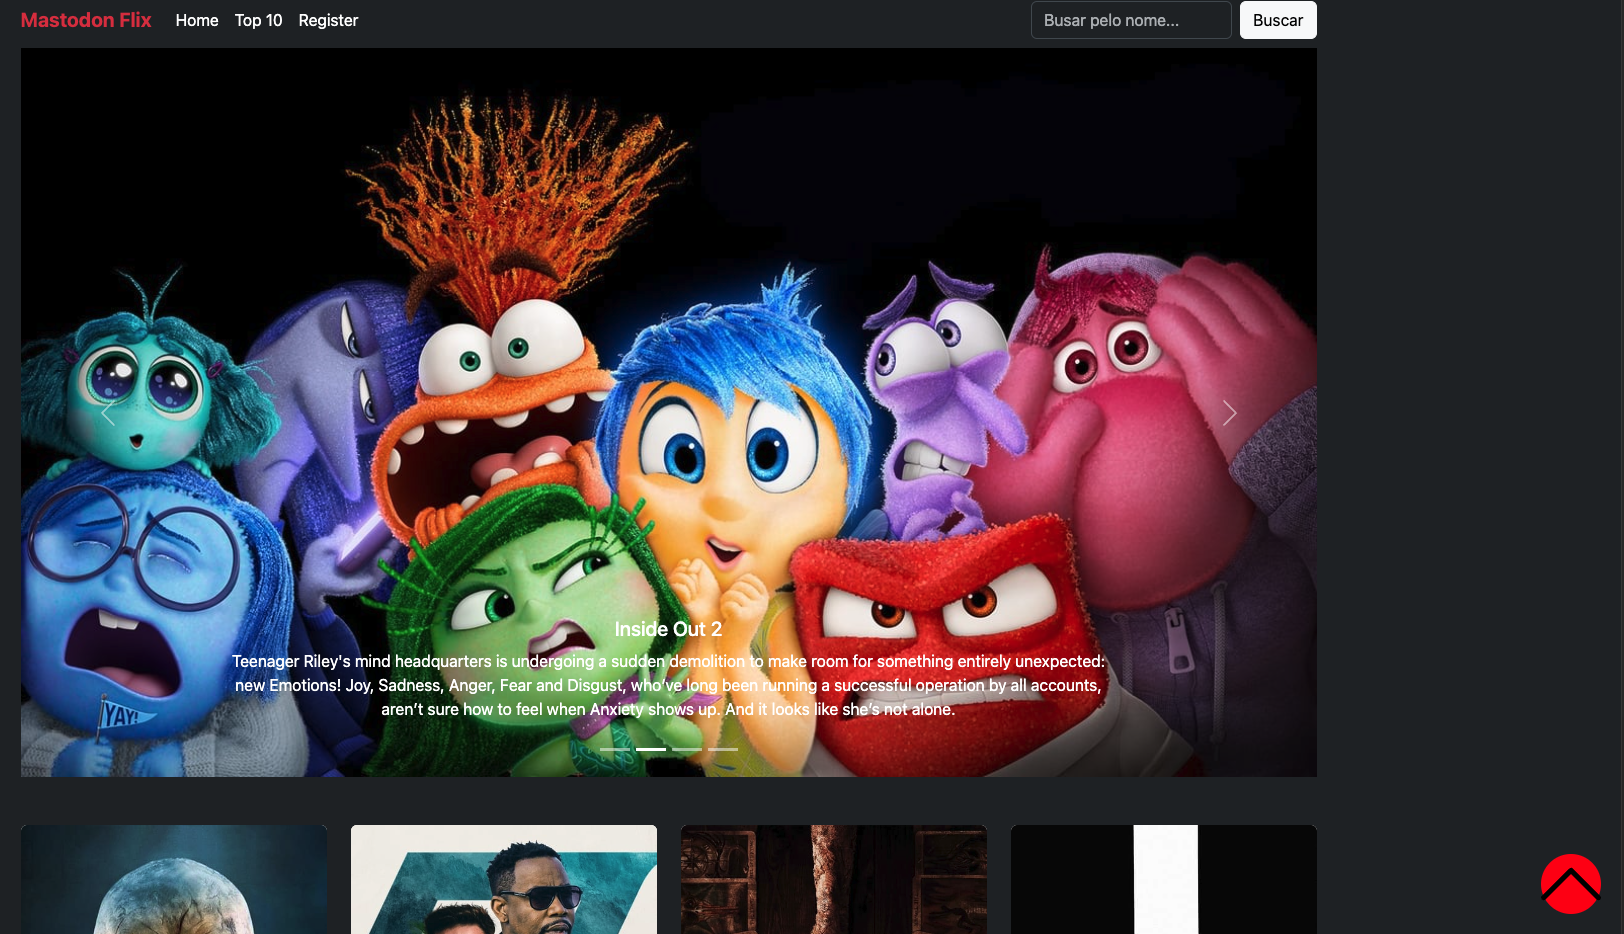 Mastodon Flix Home Top 10 Register Busar pelo nome... Buscar
Inside Out 2
Teenager Riley's mind headquarters is undergoing a sudden demolition to make room for something entirely unexpected:
new Emotions! Joy, Sadness, Anger, Fear and Disgust, who’ve long been running a successful operation by all accounts,
aren’t sure how to feel when Anxiety shows up. And it looks like she’s not alone.
YAY!